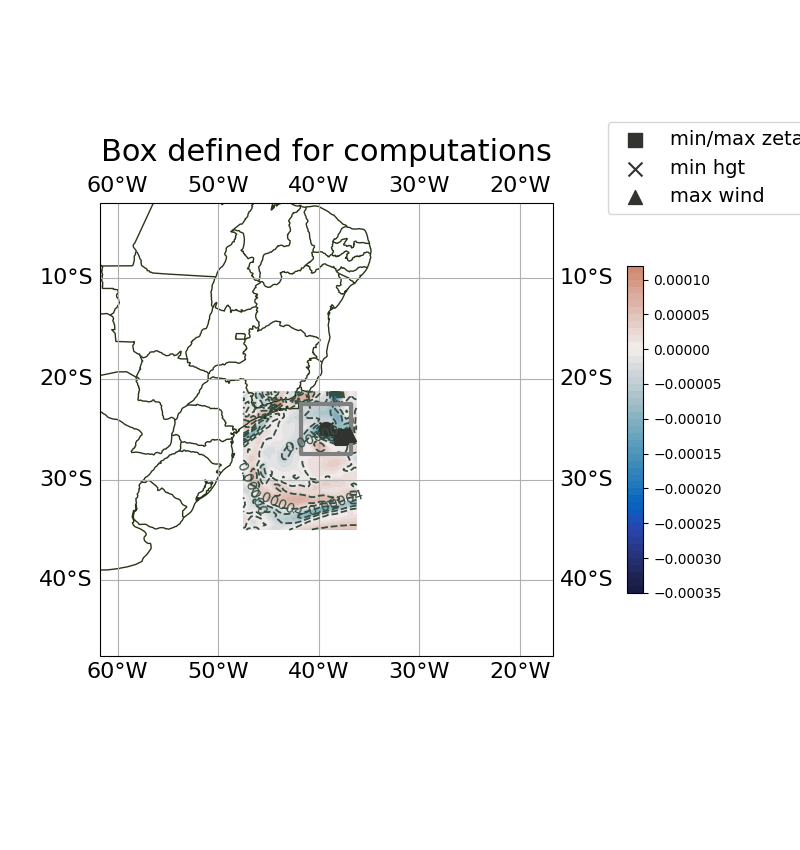 Box defined for computations
60°W 50°W 40°W 30°W 20°W
min/max zeta
min hgt
max wind
10°S 10°S
20°S 20°S
30°S 30°S
40°S 40°S
60°W 50°W 40°W 30°W 20°W
0.00010
0.00005
0.00000
−0.00005
−0.00010
−0.00015
−0.00020
−0.00025
−0.00030
−0.00035